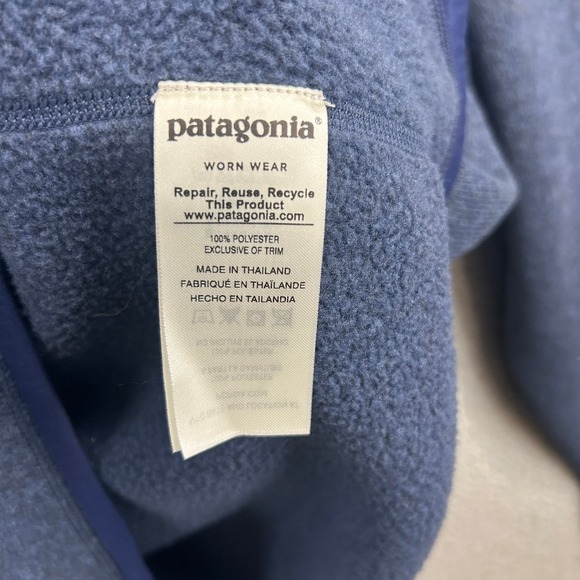 patagonia®
WORN WEAR
Repair, Reuse, Recycle
This Product
www.patagonia.com
100% POLYESTER
EXCLUSIVE OF TRIM
MADE IN THAILAND
FABRIQUÉ EN THAÏLANDE
HECHO EN TAILANDIA